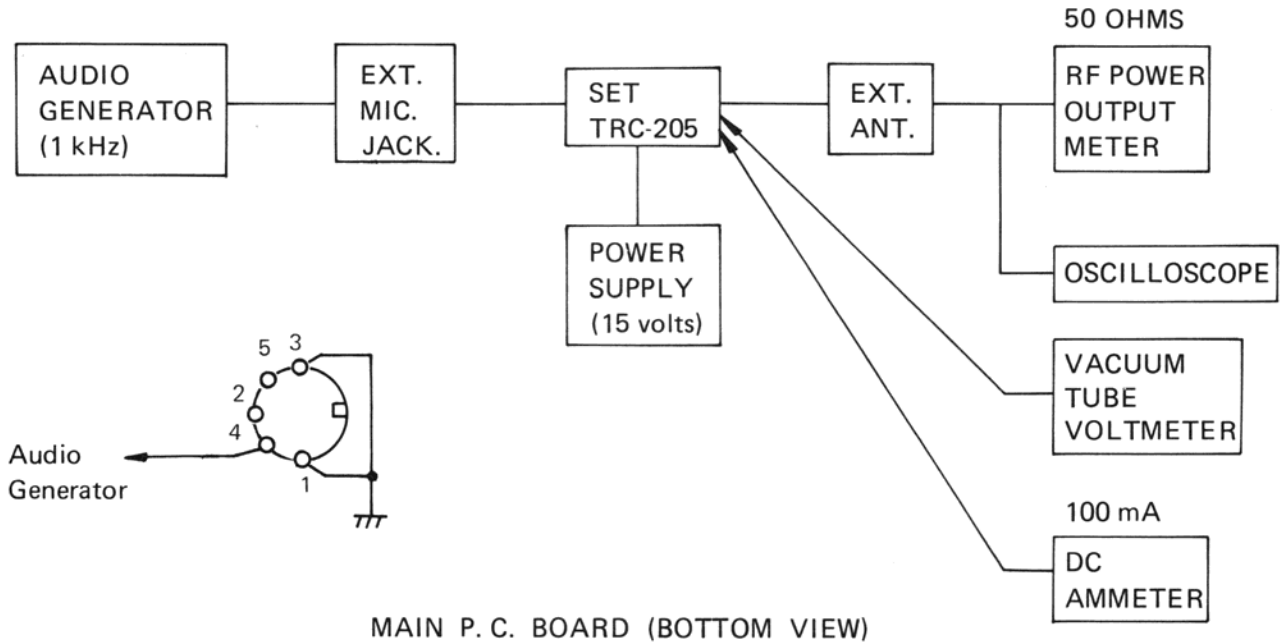 AUDIO
GENERATOR
(1 kHz)
EXT.
MIC.
JACK.
SET
TRC-205
POWER
SUPPLY
(15 volts)
EXT.
ANT.
50 OHMS
RF POWER
OUTPUT
METER
OSCILLOSCOPE
VACUUM
TUBE
VOLTMETER
100 mA
DC
AMMETER
3
5
2
4
1
Audio
Generator
MAIN P. C. BOARD (BOTTOM VIEW)